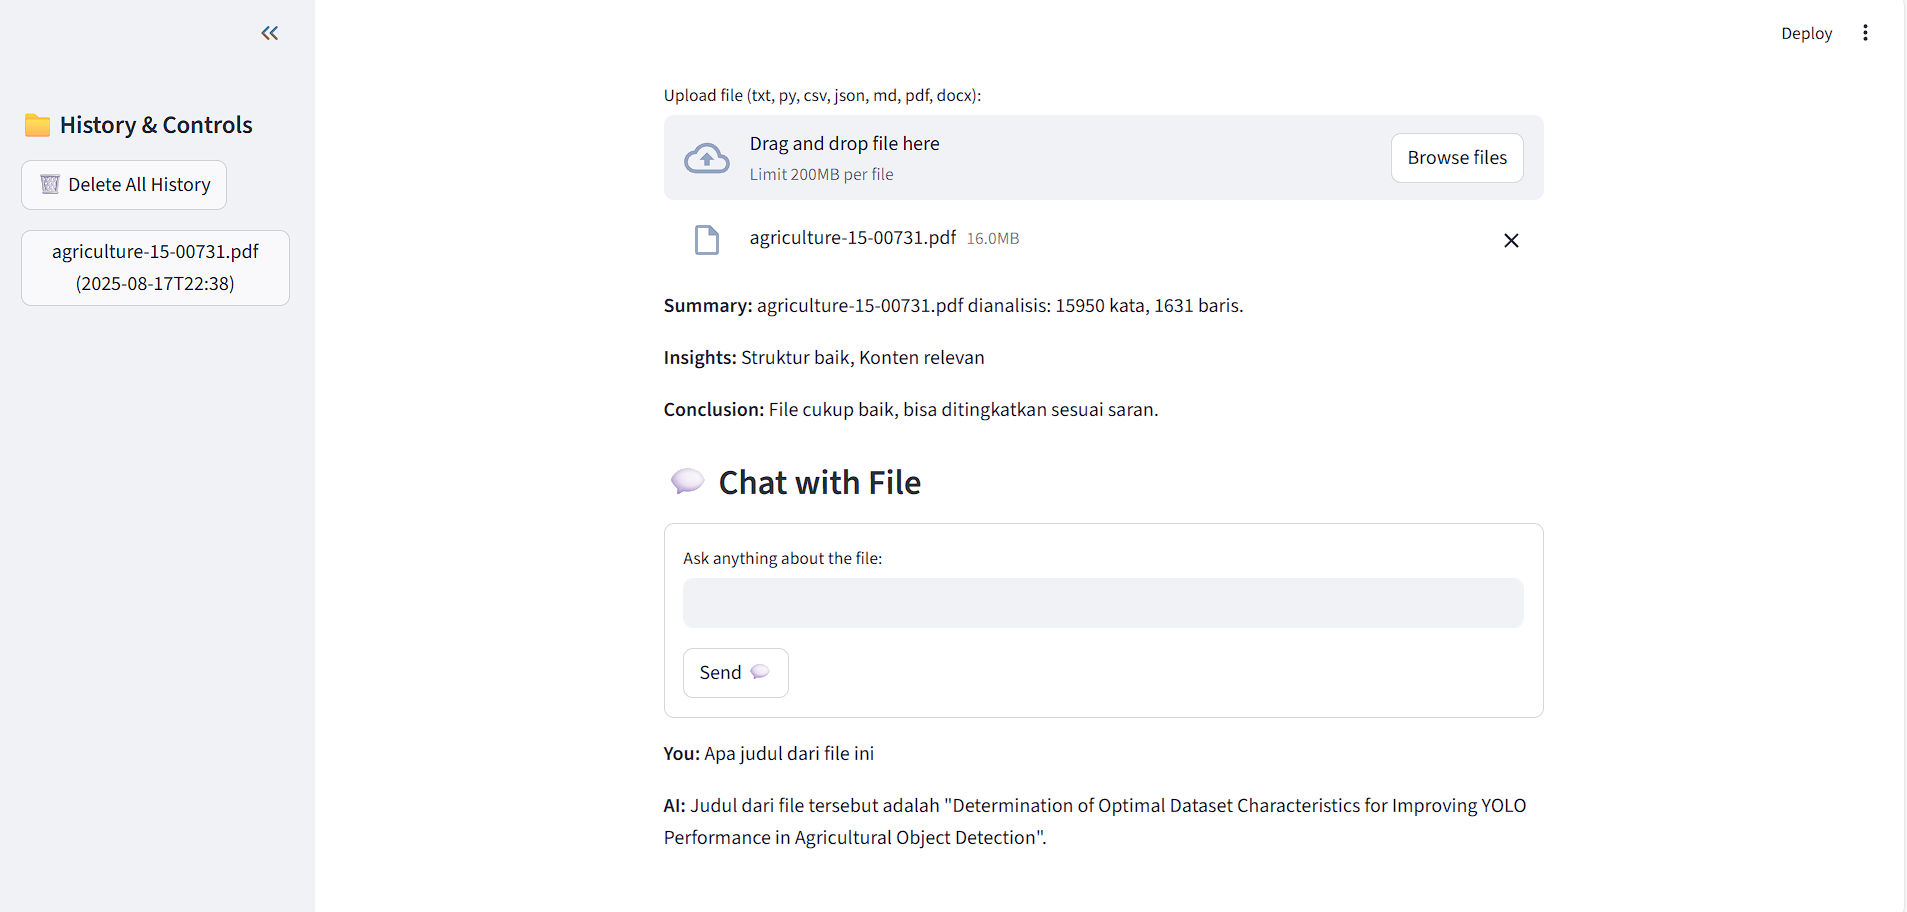 Deploy
History & Controls
Delete All History
agriculture-15-00731.pdf
(2025-08-17T22:38)
Upload file (txt, py, csv, json, md, pdf, docx):
Drag and drop file here
Limit 200MB per file
Browse files
agriculture-15-00731.pdf 16.0MB
Summary: agriculture-15-00731.pdf dianalisis: 15950 kata, 1631 baris.
Insights: Struktur baik, Konten relevan
Conclusion: File cukup baik, bisa ditingkatkan sesuai saran.
Chat with File
Ask anything about the file:
Send
You: Apa judul dari file ini
AI: Judul dari file tersebut adalah "Determination of Optimal Dataset Characteristics for Improving YOLO
Performance in Agricultural Object Detection".